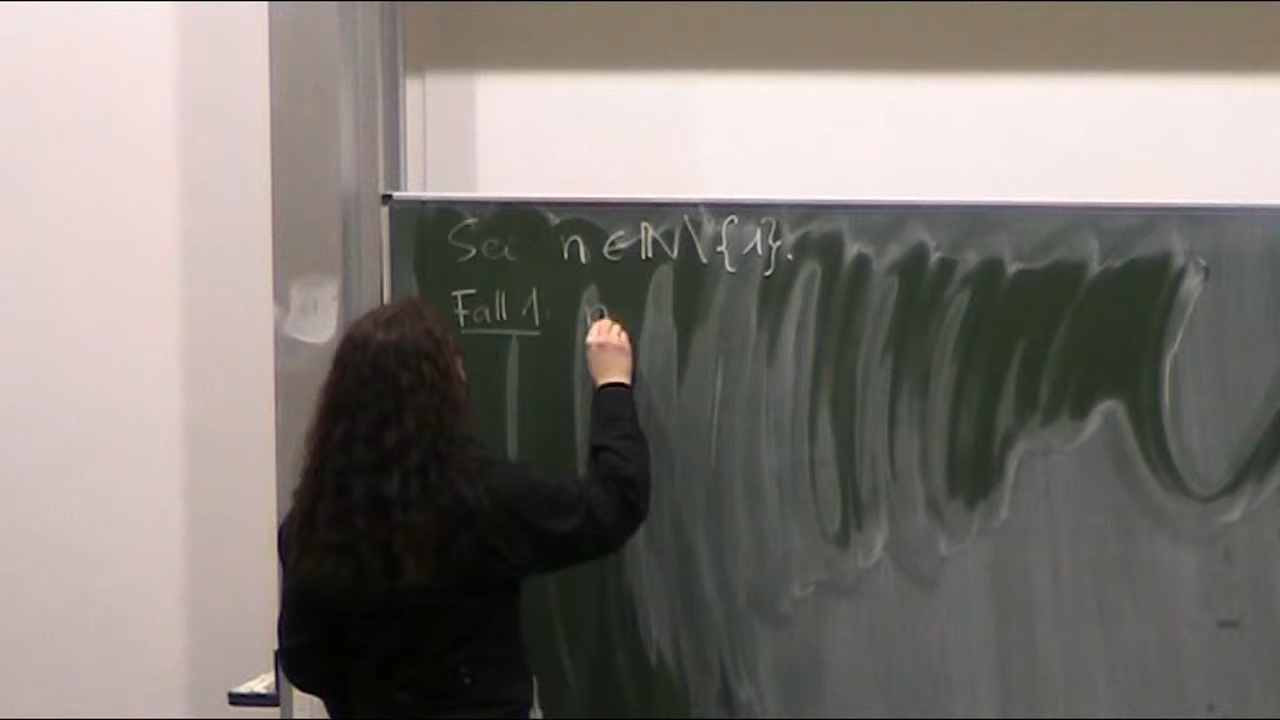 Sei n ∈ ℕ \ {1}.
Fall 1. n